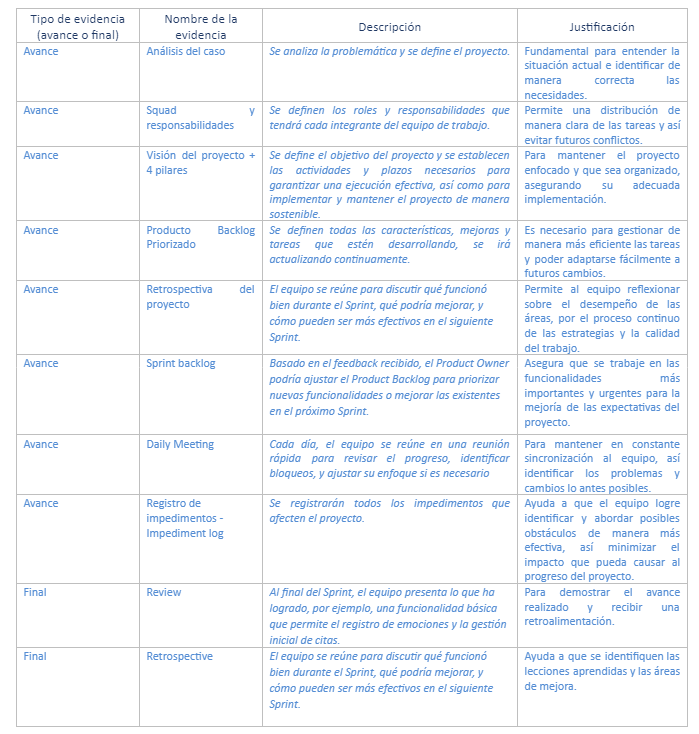 Tipo de evidencia
(avance o final)
Nombre de la
evidencia
Descripción
Justificación
Avance
Análisis del caso
Se analiza la problemática y se define el proyecto.
Fundamental para entender la
situación actual e identificar de
manera correcta las
necesidades.
Avance
Squad y
responsabilidades
Se definen los roles y responsabilidades que
tendrá cada integrante del equipo de trabajo.
Permite una distribución de
manera clara de las tareas y así
evitar futuros conflictos.
Avance
Visión del proyecto +
4 pilares
Se define el objetivo del proyecto y se establecen
las actividades y plazos necesarios para
garantizar una ejecución efectiva, así como para
implementar y mantener el proyecto de manera
sostenible.
Para mantener el proyecto
enfocado y que sea organizado,
asegurando su adecuada
implementación.
Avance
Producto Backlog
Priorizado
Se definen todas las características, mejoras y
tareas que estén desarrollando, se irá
actualizando continuamente.
Es necesario para gestionar de
manera más eficiente las tareas
y poder adaptarse fácilmente a
futuros cambios.
Avance
Retrospectiva del
proyecto
El equipo se reúne para discutir qué funcionó
bien durante el Sprint, qué podría mejorar, y
cómo pueden ser más efectivos en el siguiente
Sprint.
Permite al equipo reflexionar
sobre el desempeño de las
áreas, por el proceso continuo
de las estrategias y la calidad
del trabajo.
Avance
Sprint backlog
Basado en el feedback recibido, el Product Owner
podría ajustar el Product Backlog para priorizar
nuevas funcionalidades o mejorar las existentes
en el próximo Sprint.
Asegura que se trabaje en las
funcionalidades más
importantes y urgentes para la
mejoría de las expectativas del
proyecto.
Avance
Daily Meeting
Cada día, el equipo se reúne en una reunión
rápida para revisar el progreso, identificar
bloqueos, y ajustar su enfoque si es necesario
Para mantener en constante
sincronización al equipo, así
identificar los problemas y
cambios lo antes posibles.
Avance
Registro de
impedimentos -
Impediment log
Se registrarán todos los impedimentos que
afecten el proyecto.
Ayuda a que el equipo logre
identificar y abordar posibles
obstáculos de manera más
efectiva, así minimizar el
impacto que pueda causar al
progreso del proyecto.
Final
Review
Al final del Sprint, el equipo presenta lo que ha
logrado, por ejemplo, una funcionalidad básica
que permite el registro de emociones y la gestión
inicial de citas.
Para demostrar el avance
realizado y recibir una
retroalimentación.
Final
Retrospective
El equipo se reúne para discutir qué funcionó
bien durante el Sprint, qué podría mejorar, y
cómo pueden ser más efectivos en el siguiente
Sprint.
Ayuda a que se identifiquen las
lecciones aprendidas y las áreas
de mejora.